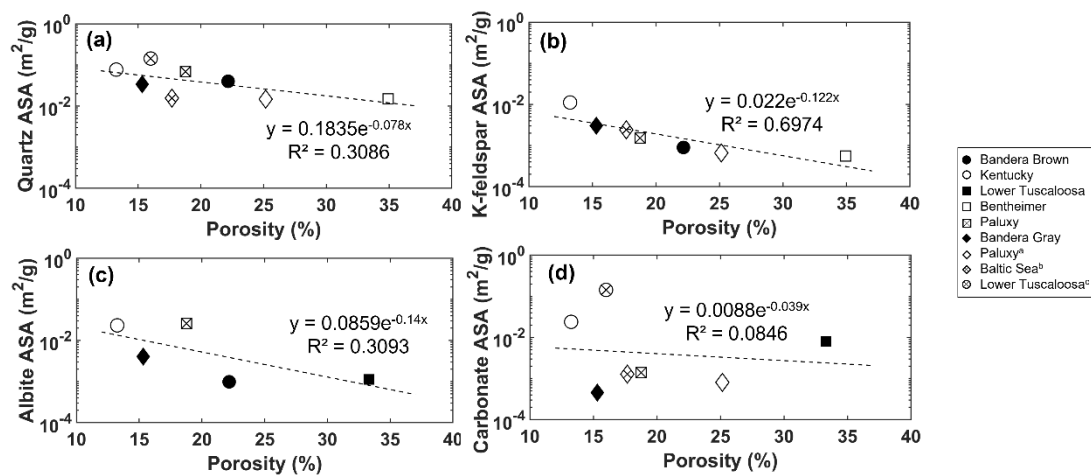 (a)
Quartz ASA (m²/g)
10⁰
10⁻²
10⁻⁴
y = 0.1835e^-0.078x
R² = 0.3086
10 15 20 25 30 35 40
Porosity (%)
(b)
K-feldspar ASA (m²/g)
10⁰
10⁻²
10⁻⁴
y = 0.022e^-0.122x
R² = 0.6974
10 15 20 25 30 35 40
Porosity (%)
(c)
Albite ASA (m²/g)
10⁰
10⁻²
10⁻⁴
y = 0.0859e^-0.14x
R² = 0.3093
10 15 20 25 30 35 40
Porosity (%)
(d)
Carbonate ASA (m²/g)
10⁰
10⁻²
10⁻⁴
y = 0.0088e^-0.039x
R² = 0.0846
10 15 20 25 30 35 40
Porosity (%)
Bandera Brown
Kentucky
Lower Tuscaloosa
Bentheimer
Paluxy
Bandera Gray
Paluxyᵃ
Baltic Seaᵇ
Lower Tuscaloosaᶜ